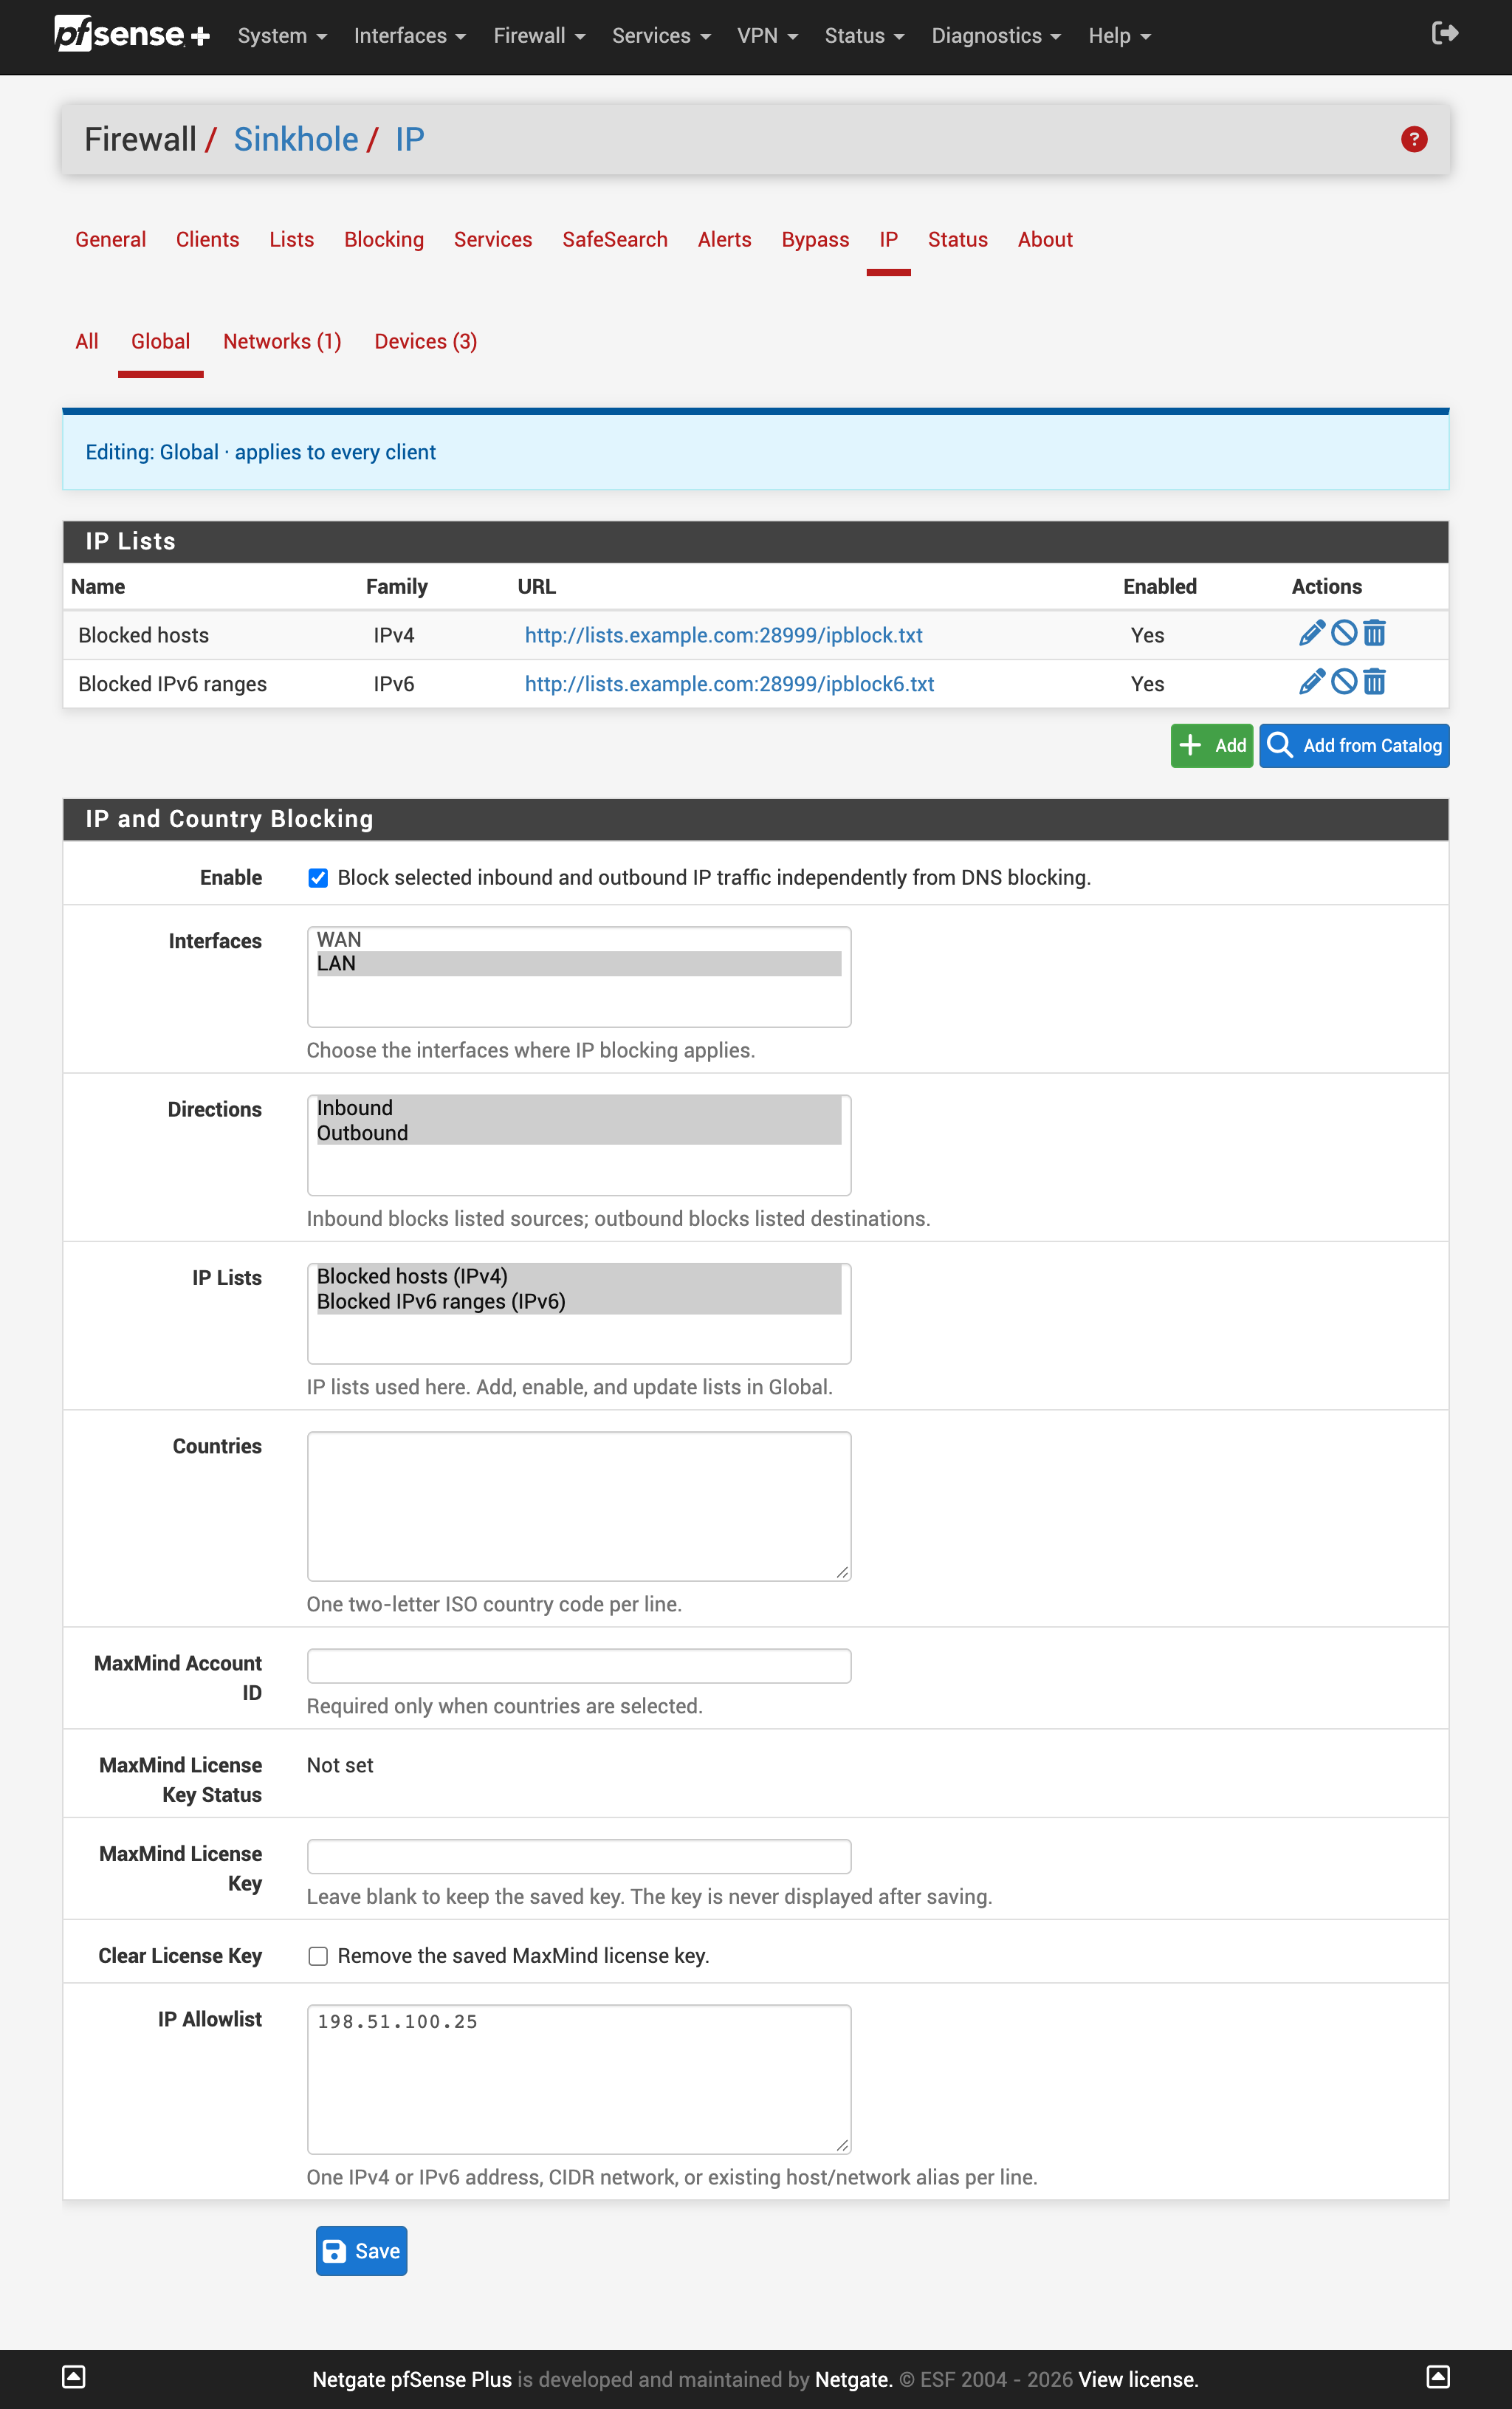 pfsense +
System
Interfaces
Firewall
Services
VPN
Status
Diagnostics
Help
Firewall / Sinkhole / IP
?
General
Clients
Lists
Blocking
Services
SafeSearch
Alerts
Bypass
IP
Status
About
All
Global
Networks (1)
Devices (3)
Editing: Global · applies to every client
IP Lists
Name Family URL Enabled Actions
Blocked hosts IPv4 http://lists.example.com:28999/ipblock.txt Yes
Blocked IPv6 ranges IPv6 http://lists.example.com:28999/ipblock6.txt Yes
Add
Add from Catalog
IP and Country Blocking
Enable
Block selected inbound and outbound IP traffic independently from DNS blocking.
Interfaces
WAN
LAN
Choose the interfaces where IP blocking applies.
Directions
Inbound
Outbound
Inbound blocks listed sources; outbound blocks listed destinations.
IP Lists
Blocked hosts (IPv4)
Blocked IPv6 ranges (IPv6)
IP lists used here. Add, enable, and update lists in Global.
Countries
One two-letter ISO country code per line.
MaxMind Account
ID
Required only when countries are selected.
MaxMind License
Key Status
Not set
MaxMind License
Key
Leave blank to keep the saved key. The key is never displayed after saving.
Clear License Key
Remove the saved MaxMind license key.
IP Allowlist
198.51.100.25
One IPv4 or IPv6 address, CIDR network, or existing host/network alias per line.
Save
Netgate pfSense Plus is developed and maintained by Netgate. © ESF 2004 - 2026 View license.